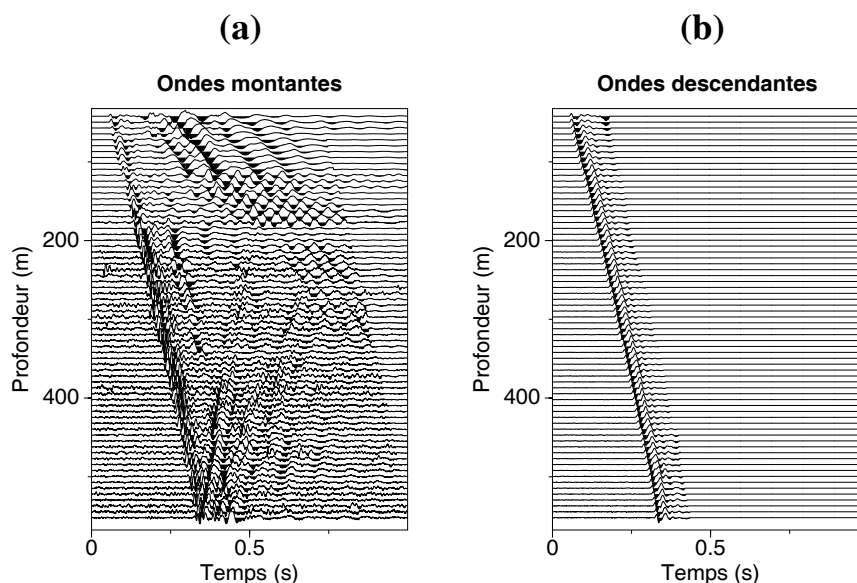 (a)
Ondes montantes
Profondeur (m)
200
400
0
0.5
Temps (s)
(b)
Ondes descendantes
Profondeur (m)
200
400
0
0.5
Temps (s)